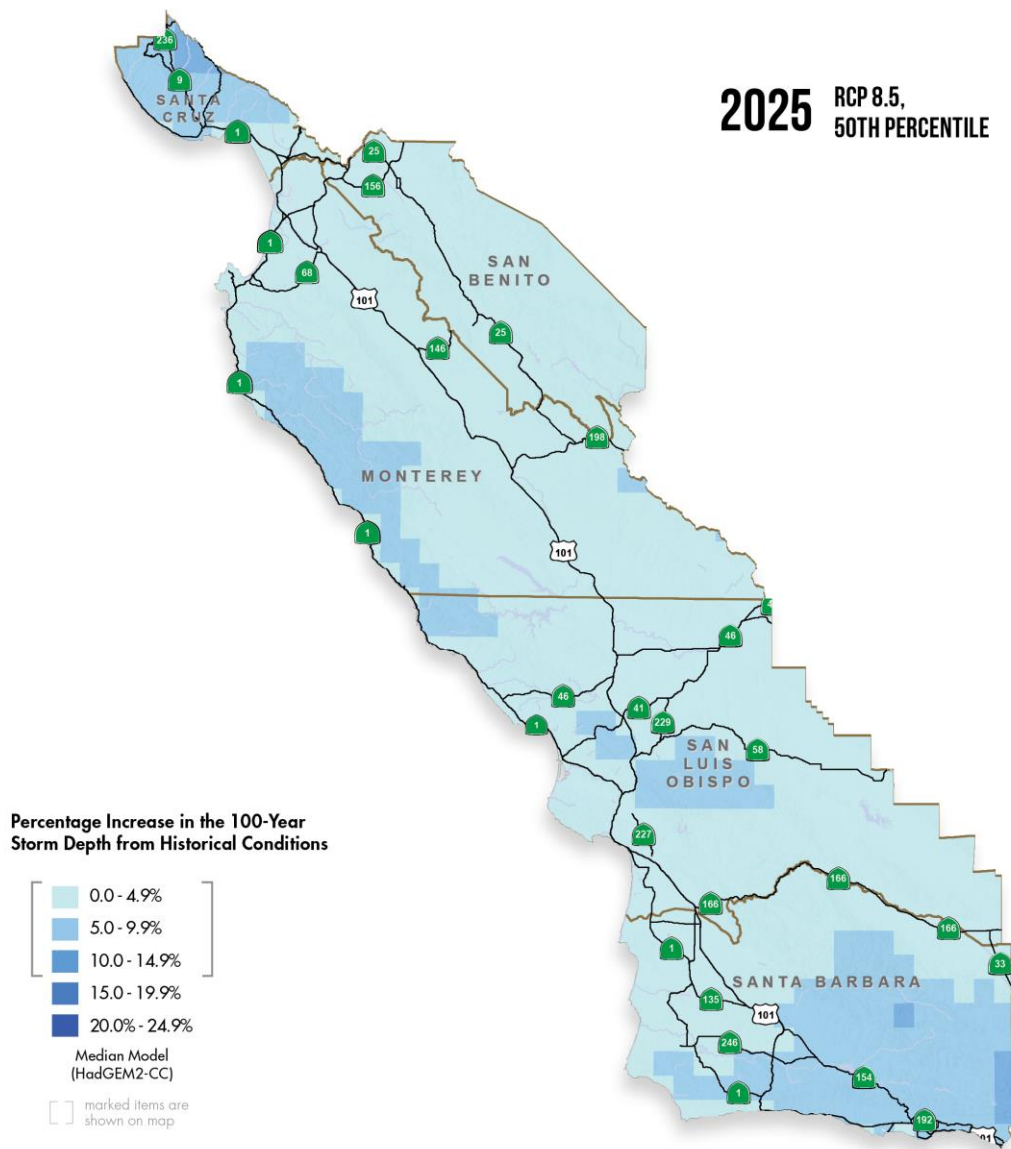 2025
RCP 8.5,
50TH PERCENTILE
236
9
SANTA
CRUZ
1
25
156
1
68
101
SAN
BENITO
25
146
1
198
MONTEREY
1
101
46
46
41
1
229
58
SAN
LUIS
OBISPO
227
166
166
166
1
33
SANTA BARBARA
135
101
246
154
1
192
101
Percentage Increase in the 100-Year
Storm Depth from Historical Conditions
0.0 - 4.9%
5.0 - 9.9%
10.0 - 14.9%
15.0 - 19.9%
20.0% - 24.9%
Median Model
(HadGEM2-CC)
marked items are
shown on map